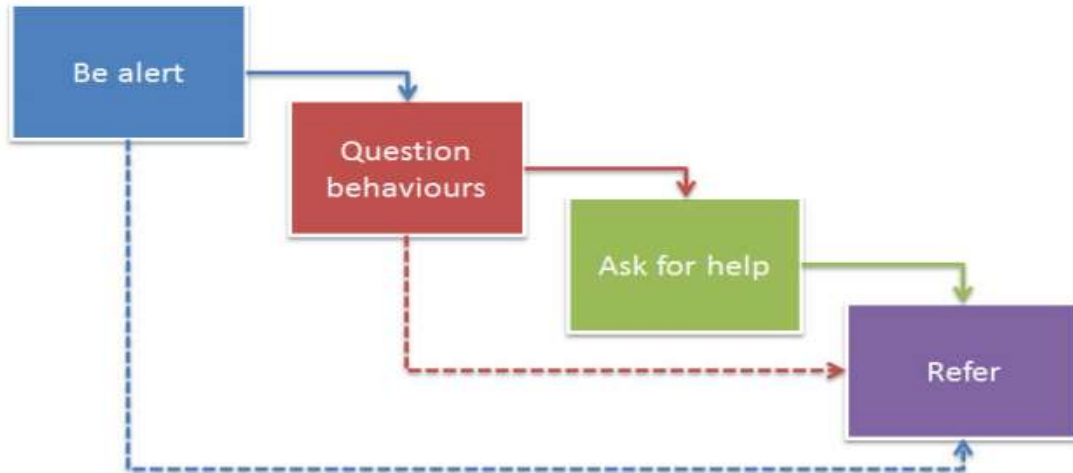 Be alert
Question
behaviours
Ask for help
Refer